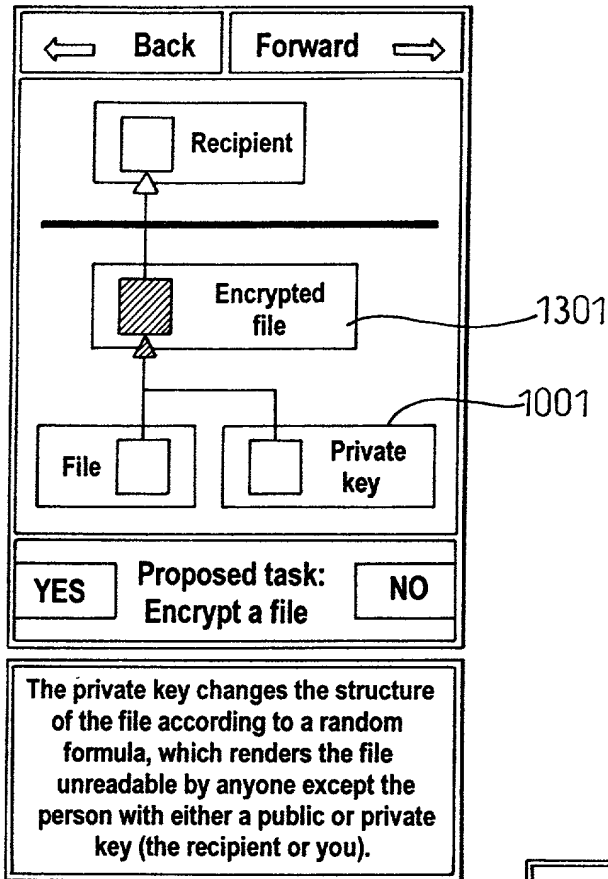 Back Forward
Recipient
Encrypted
file
1301
1001
File
Private
key
YES
Proposed task:
Encrypt a file
NO
The private key changes the structure
of the file according to a random
formula, which renders the file
unreadable by anyone except the
person with either a public or private
key (the recipient or you).